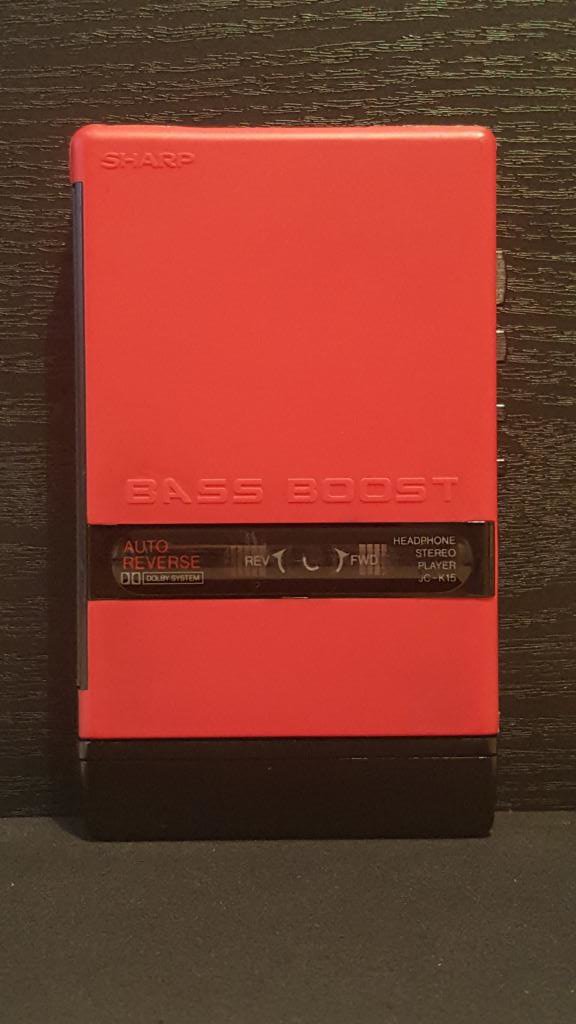 SHARP
BASS BOOST
AUTO
REVERSE
DOLBY SYSTEM
REV
FWD
HEADPHONE
STEREO
PLAYER
JC-K15